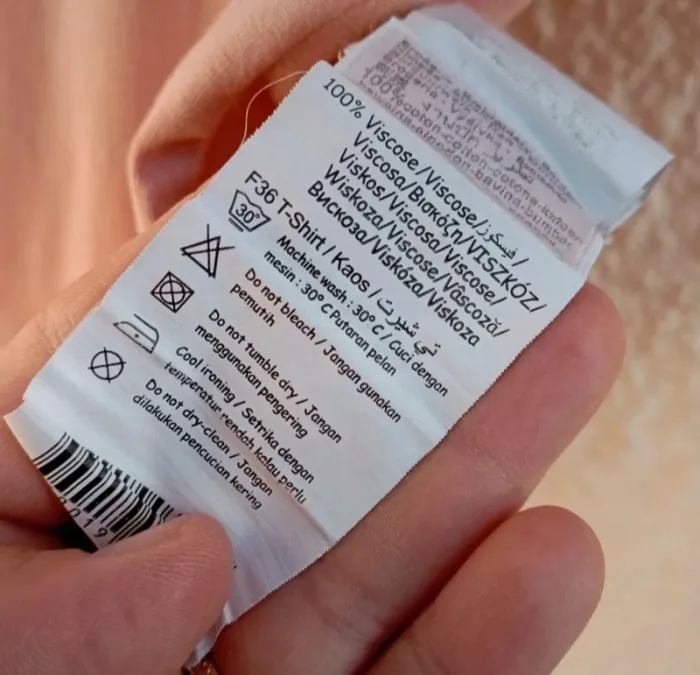 100% Viscose/Viscose/فيسكوز/
Viscosa/Βισκόζη/VISZKÓZ/
Viskos/Viscosa/Viscose/
Wiskoza/Viscose/Vâscoză/
Вискоза/Viskóza/Viskoza
F36 T-Shirt / Kaos / تي شيرت
30°
Machine wash : 30° C / Cuci dengan
mesin : 30° C Putaran pelan
Do not bleach / Jangan gunakan
pemutih
Do not tumble dry / Jangan
menggunakan pengering
Cool ironing / Setrika dengan
temperatur rendah kalau perlu
Do not dry-clean / Jangan
dilakukan pencucian kering